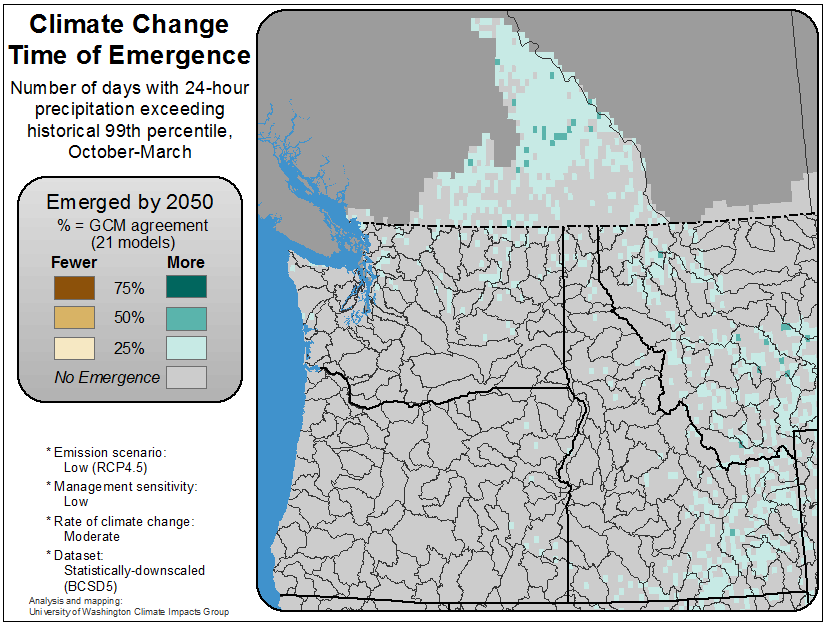 Climate Change
Time of Emergence
Number of days with 24-hour
precipitation exceeding
historical 99th percentile,
October-March
Emerged by 2050
% = GCM agreement
(21 models)
Fewer More
75%
50%
25%
No Emergence
* Emission scenario:
Low (RCP4.5)
* Management sensitivity:
Low
* Rate of climate change:
Moderate
* Dataset:
Statistically-downscaled
(BCSD5)
Analysis and mapping:
University of Washington Climate Impacts Group